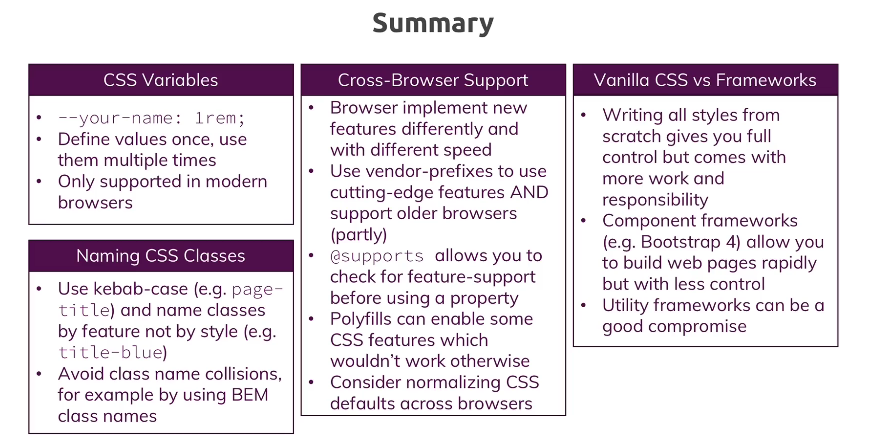 Summary
CSS Variables
• --your-name: 1rem;
• Define values once, use
them multiple times
• Only supported in modern
browsers
Naming CSS Classes
• Use kebab-case (e.g. page-
title) and name classes
by feature not by style (e.g.
title-blue)
• Avoid class name collisions,
for example by using BEM
class names
Cross-Browser Support
• Browser implement new
features differently and
with different speed
• Use vendor-prefixes to use
cutting-edge features AND
support older browsers
(partly)
• @supports allows you to
check for feature-support
before using a property
• Polyfills can enable some
CSS features which
wouldn't work otherwise
• Consider normalizing CSS
defaults across browsers
Vanilla CSS vs Frameworks
• Writing all styles from
scratch gives you full
control but comes with
more work and
responsibility
• Component frameworks
(e.g. Bootstrap 4) allow you
to build web pages rapidly
but with less control
• Utility frameworks can be a
good compromise